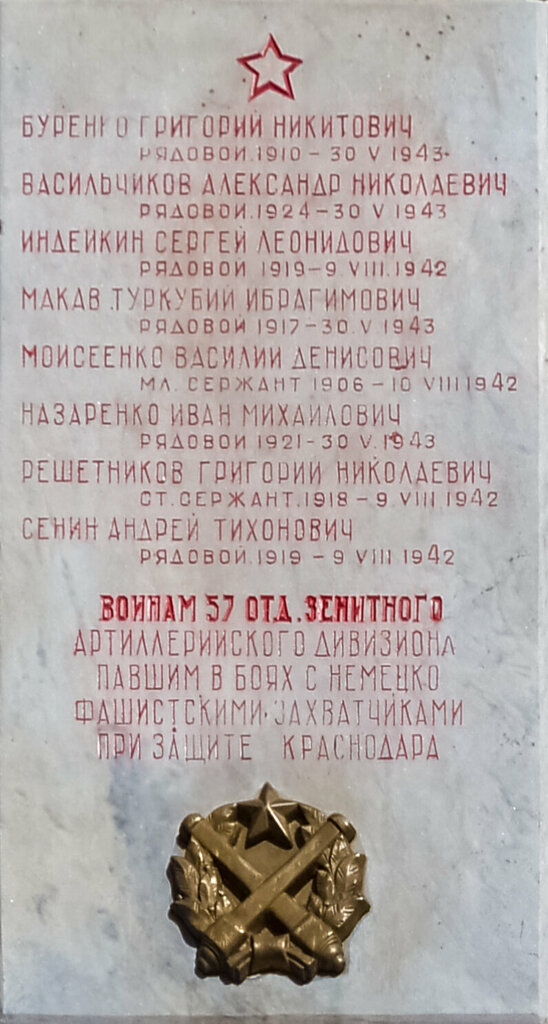 БУРЕНКО ГРИГОРИЙ НИКИТОВИЧ
РЯДОВОЙ.1910 – 30 V 1943.
ВАСИЛЬЧИКОВ АЛЕКСАНДР НИКОЛАЕВИЧ
РЯДОВОЙ.1924 – 30 V 1943
ИНДЕЙКИН СЕРГЕЙ ЛЕОНИДОВИЧ
РЯДОВОЙ 1919 – 9.VIII.1942
МАКАВ ТУРКУБИЙ ИБРАГИМОВИЧ
РЯДОВОЙ 1917 – 30.V.1943
МОИСЕЕНКО ВАСИЛИЙ ДЕНИСОВИЧ
МЛ. СЕРЖАНТ 1906 – 10 VIII 1942
НАЗАРЕНКО ИВАН МИХАЙЛОВИЧ
РЯДОВОЙ 1921 – 30 V.1943
РЕШЕТНИКОВ ГРИГОРИЙ НИКОЛАЕВИЧ
СТ. СЕРЖАНТ.1918 – 9.VIII 1942
СЕНИН АНДРЕЙ ТИХОНОВИЧ
РЯДОВОЙ.1919 – 9 VIII 1942
ВОИНАМ 57 ОТД. ЗЕНИТНОГО
АРТИЛЛЕРИЙСКОГО ДИВИЗИОНА
ПАВШИМ В БОЯХ С НЕМЕЦКО
ФАШИСТСКИМИ ЗАХВАТЧИКАМИ
ПРИ ЗАЩИТЕ КРАСНОДАРА